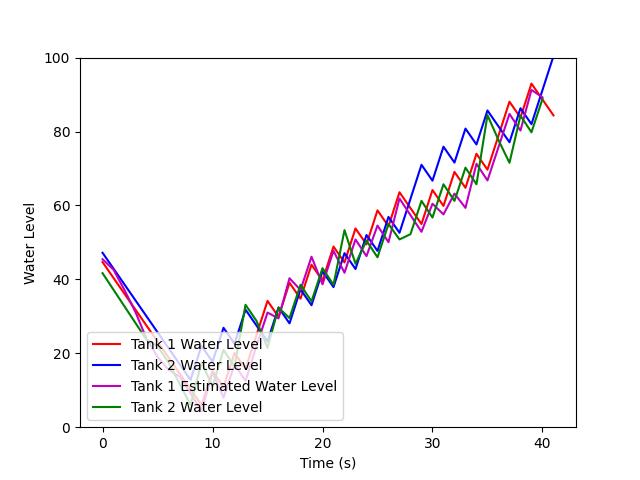 100
80
60
40
20
0
Water Level
Tank 1 Water Level
Tank 2 Water Level
Tank 1 Estimated Water Level
Tank 2 Water Level
0 10 20 30 40
Time (s)